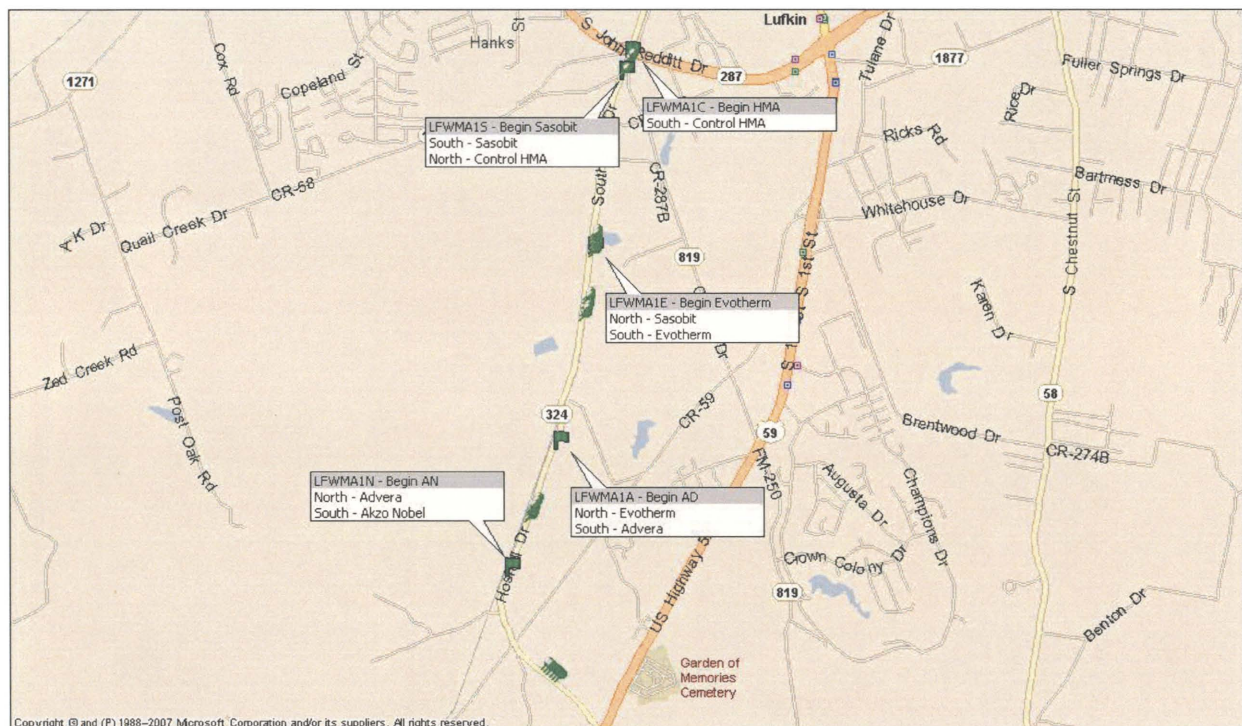 Lufkin
Hanks St
S John Redditt Dr
1271
Cox Rd
Copeland St
287
1877
Tulane Dr
Fuller Springs Dr
Rice Dr
LFWMA1C - Begin HMA
South - Control HMA
LFWMA1S - Begin Sasobit
South - Sasobit
North - Control HMA
Ricks Rd
Bartmess Dr
CR-68
CR-287B
Whitehouse Dr
Quail Creek Dr
A K Dr
819
S 1st St
S Chestnut St
LFWMA1E - Begin Evotherm
North - Sasobit
South - Evotherm
Karen Dr
Zed Creek Rd
Post Oak Rd
324
CR-59
59
58
Brentwood Dr
CR-274B
FM-250
LFWMA1N - Begin AN
North - Advera
South - Akzo Nobel
LFWMA1A - Begin AD
North - Evotherm
South - Advera
Augusta Dr
Champions Dr
Crown Colony Dr
US Highway
819
Benton Dr
Garden of
Memories
Cemetery
Copyright © and (P) 1988–2007 Microsoft Corporation and/or its suppliers. All rights reserved.